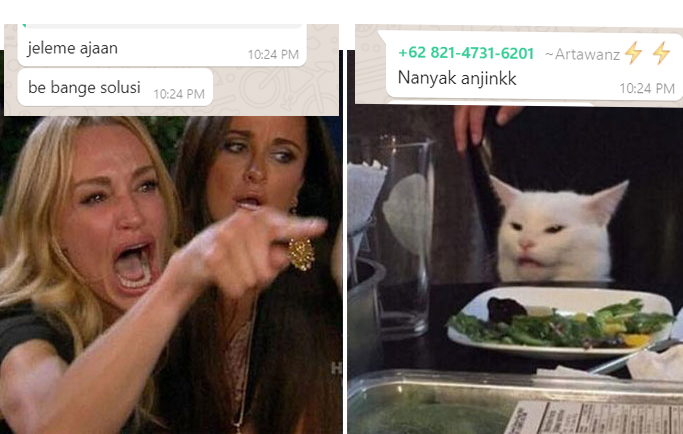 jeleme ajaan
10:24 PM
be bange solusi
10:24 PM
+62 821-4731-6201 ~Artawanz⚡⚡
Nanyak anjinkk
10:24 PM